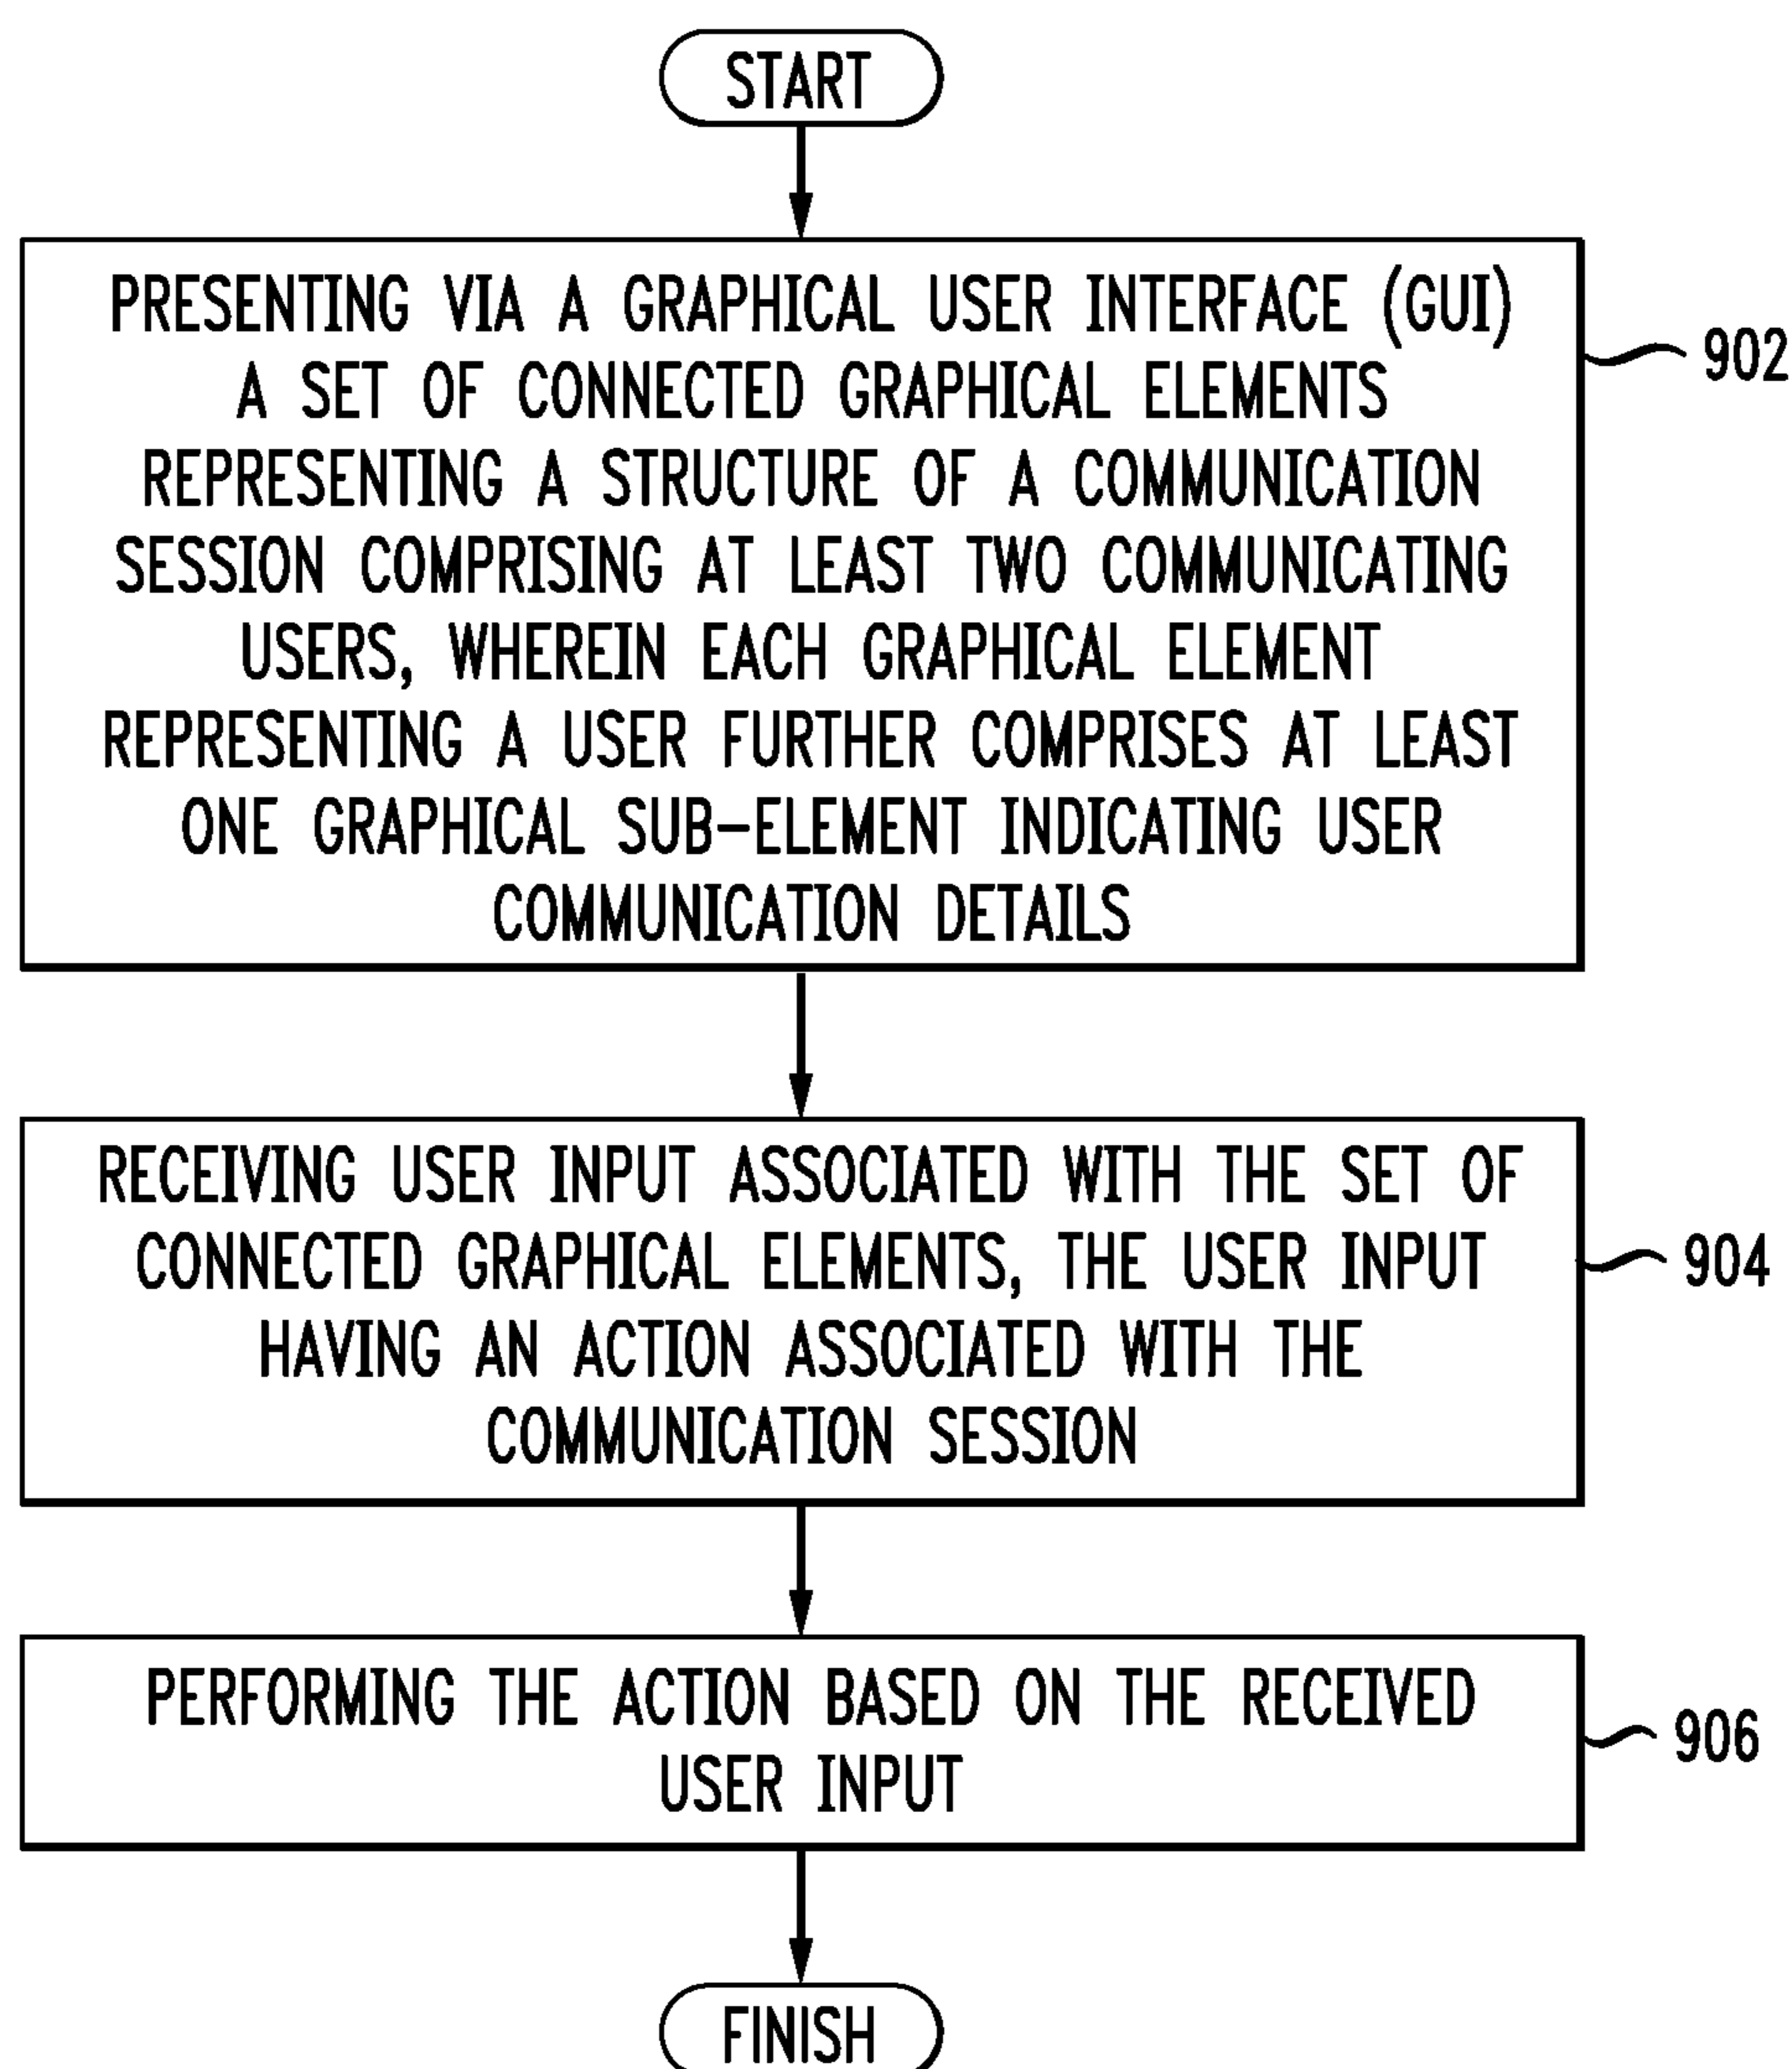 START
PRESENTING VIA A GRAPHICAL USER INTERFACE (GUI)
A SET OF CONNECTED GRAPHICAL ELEMENTS
REPRESENTING A STRUCTURE OF A COMMUNICATION
SESSION COMPRISING AT LEAST TWO COMMUNICATING
USERS, WHEREIN EACH GRAPHICAL ELEMENT
REPRESENTING A USER FURTHER COMPRISES AT LEAST
ONE GRAPHICAL SUB-ELEMENT INDICATING USER
COMMUNICATION DETAILS
902
RECEIVING USER INPUT ASSOCIATED WITH THE SET OF
CONNECTED GRAPHICAL ELEMENTS, THE USER INPUT
HAVING AN ACTION ASSOCIATED WITH THE
COMMUNICATION SESSION
904
PERFORMING THE ACTION BASED ON THE RECEIVED
USER INPUT
906
FINISH